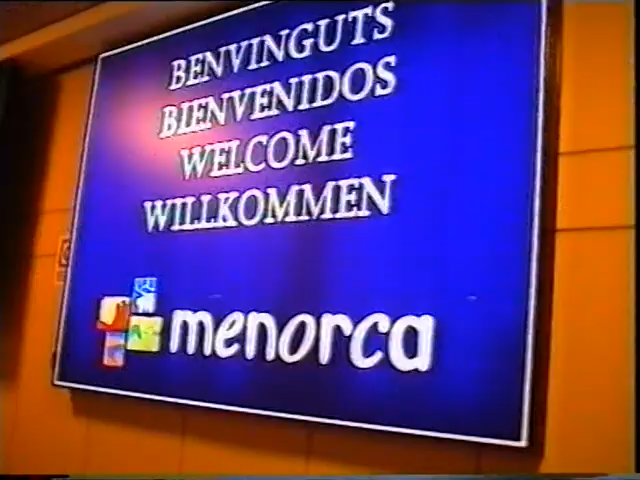 BENVINGUTS
BIENVENIDOS
WELCOME
WILLKOMMEN
menorca